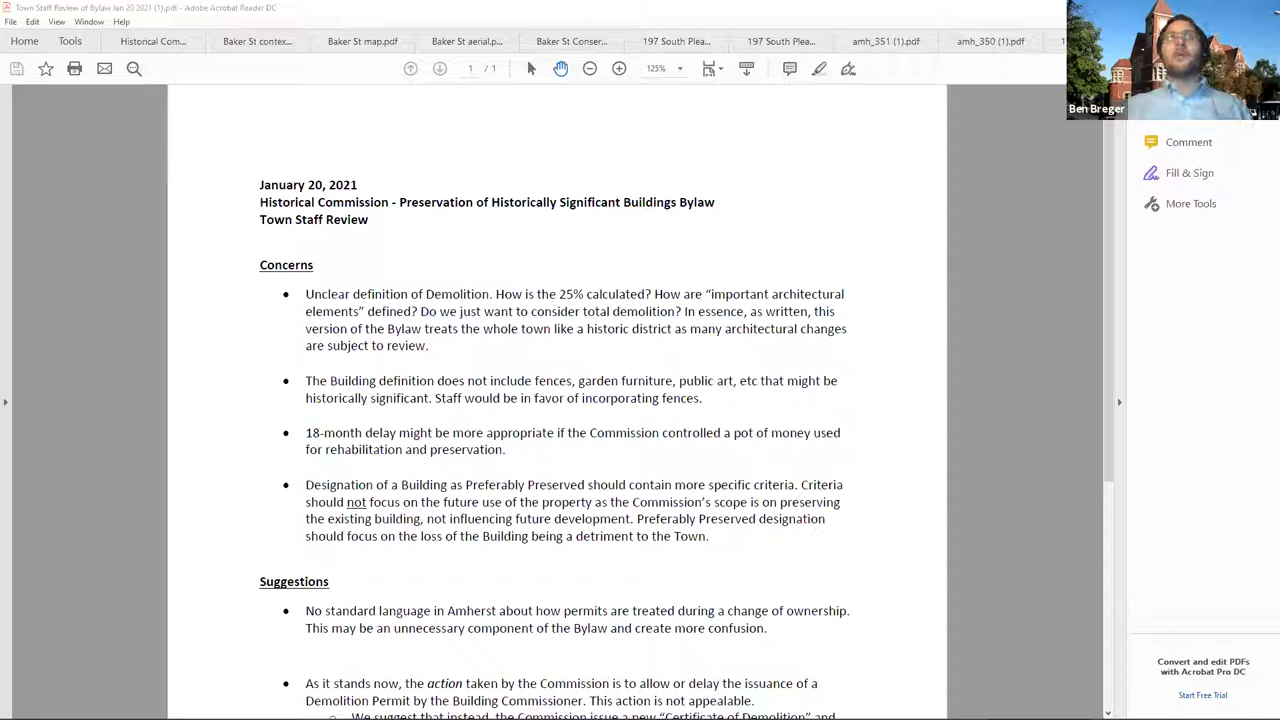 Town Staff Review of Bylaw Jan 20 2021 (1).pdf - Adobe Acrobat Reader DC
File Edit View Window Help
Home Tools Historical Com... Baker St contex... Baker St map.pdf Baker St aerial.p... Baker St Conser... 197 South Plea... 197 South Plea... amh_351 (1).pdf amh_350 (1).pdf
1 / 1 125%
Ben Breger
Comment
Fill & Sign
More Tools
January 20, 2021
Historical Commission - Preservation of Historically Significant Buildings Bylaw
Town Staff Review
Concerns
• Unclear definition of Demolition. How is the 25% calculated? How are “important architectural
elements” defined? Do we just want to consider total demolition? In essence, as written, this
version of the Bylaw treats the whole town like a historic district as many architectural changes
are subject to review.
• The Building definition does not include fences, garden furniture, public art, etc that might be
historically significant. Staff would be in favor of incorporating fences.
• 18-month delay might be more appropriate if the Commission controlled a pot of money used
for rehabilitation and preservation.
• Designation of a Building as Preferably Preserved should contain more specific criteria. Criteria
should not focus on the future use of the property as the Commission’s scope is on preserving
the existing building, not influencing future development. Preferably Preserved designation
should focus on the loss of the Building being a detriment to the Town.
Suggestions
• No standard language in Amherst about how permits are treated during a change of ownership.
This may be an unnecessary component of the Bylaw and create more confusion.
• As it stands now, the action taken by the Commission is to allow or delay the issuance of a
Demolition Permit by the Building Commissioner. This action is not appealable.
o We suggest that instead, the Commission issue a new “Certificate of Demolition” and
Convert and edit PDFs
with Acrobat Pro DC
Start Free Trial